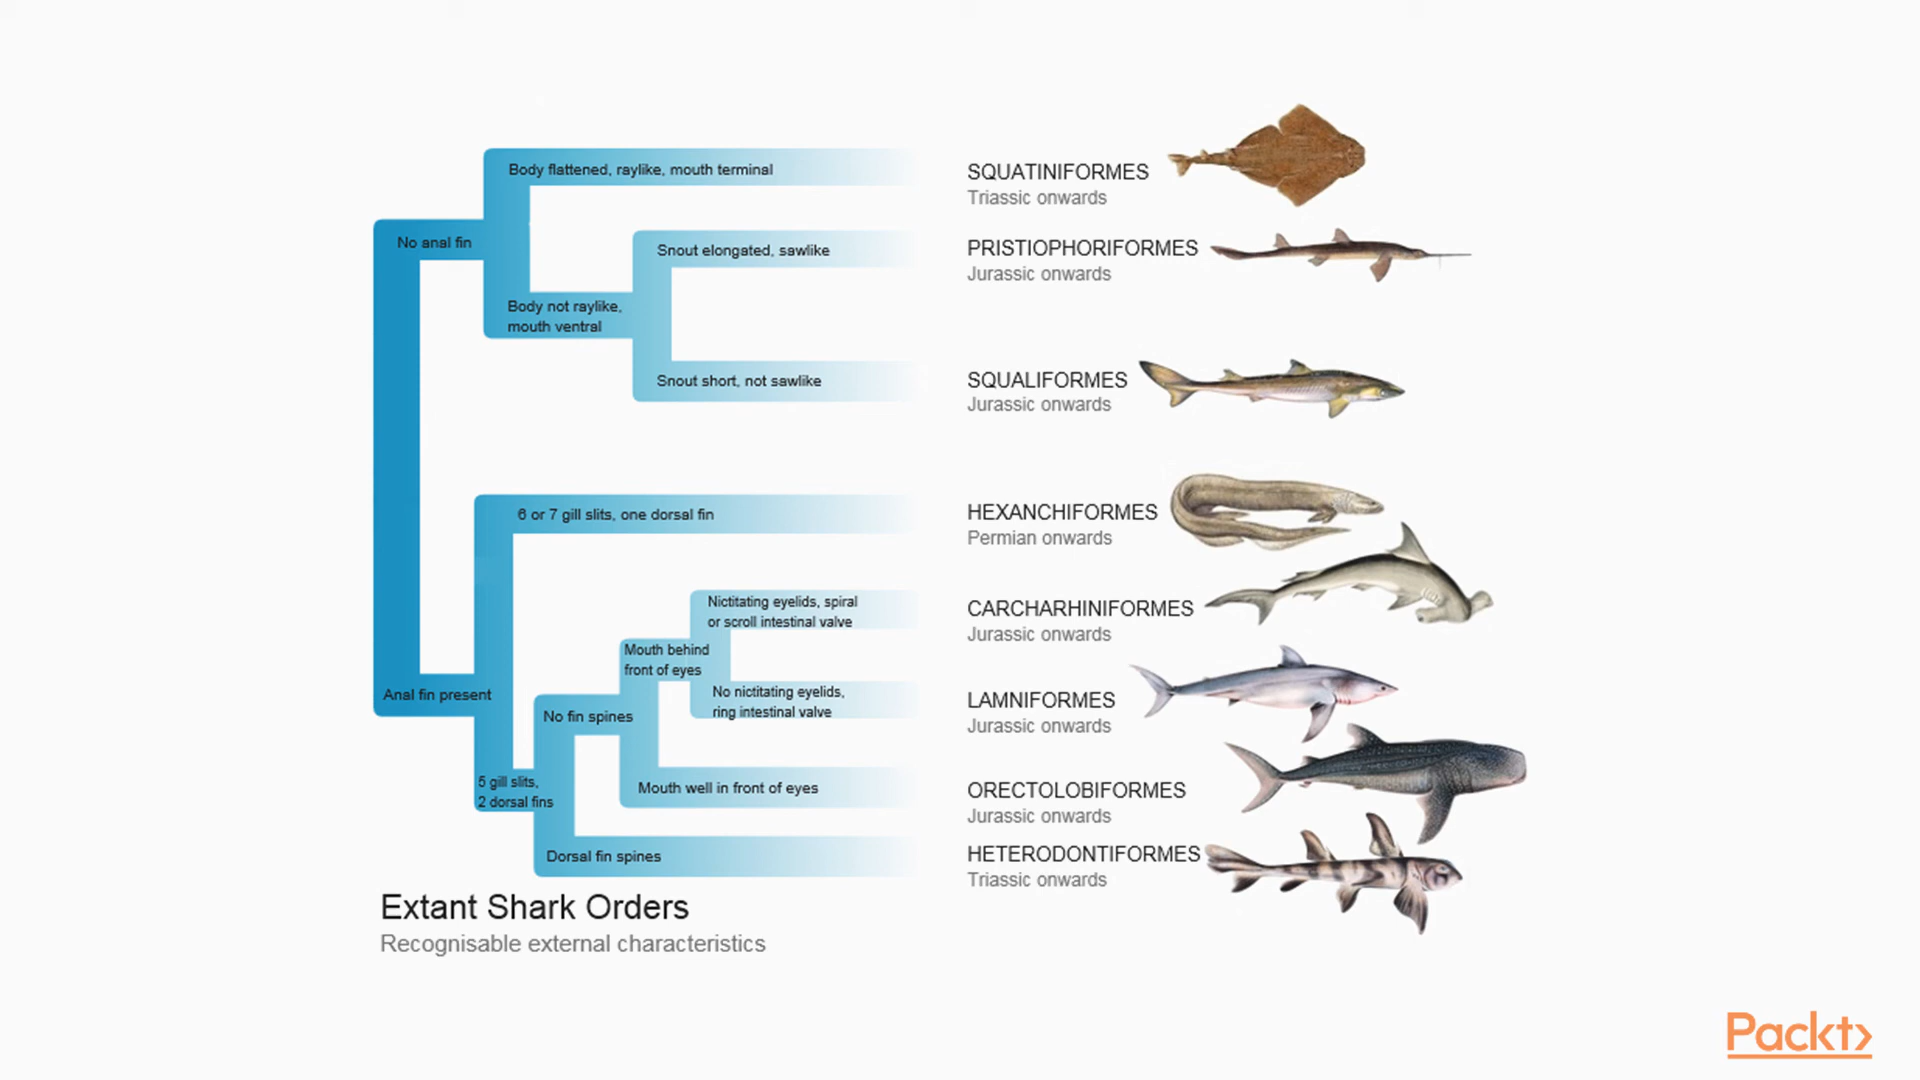 Body flattened, raylike, mouth terminal
SQUATINIFORMES
Triassic onwards
No anal fin
Snout elongated, sawlike
PRISTIOPHORIFORMES
Jurassic onwards
Body not raylike,
mouth ventral
Snout short, not sawlike
SQUALIFORMES
Jurassic onwards
6 or 7 gill slits, one dorsal fin
HEXANCHIFORMES
Permian onwards
Nictitating eyelids, spiral
or scroll intestinal valve
CARCHARHINIFORMES
Jurassic onwards
Mouth behind
front of eyes
Anal fin present
No nictitating eyelids,
ring intestinal valve
LAMNIFORMES
Jurassic onwards
No fin spines
5 gill slits,
2 dorsal fins
Mouth well in front of eyes
ORECTOLOBIFORMES
Jurassic onwards
Dorsal fin spines
HETERODONTIFORMES
Triassic onwards
Extant Shark Orders
Recognisable external characteristics
Packt>